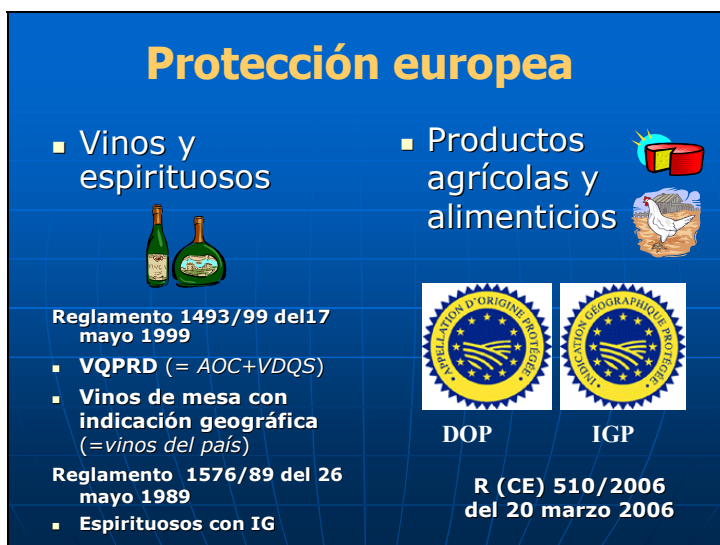 Protección europea
▪ Vinos y
espirituosos
Reglamento 1493/99 del17
mayo 1999
▪ VQPRD (= AOC+VDQS)
▪ Vinos de mesa con
indicación geográfica
(=vinos del país)
Reglamento 1576/89 del 26
mayo 1989
▪ Espirituosos con IG
▪ Productos
agrícolas y
alimenticios
APPELLATION D'ORIGINE PROTÉGÉE
INDICATION GÉOGRAPHIQUE PROTÉGÉE
DOP IGP
R (CE) 510/2006
del 20 marzo 2006